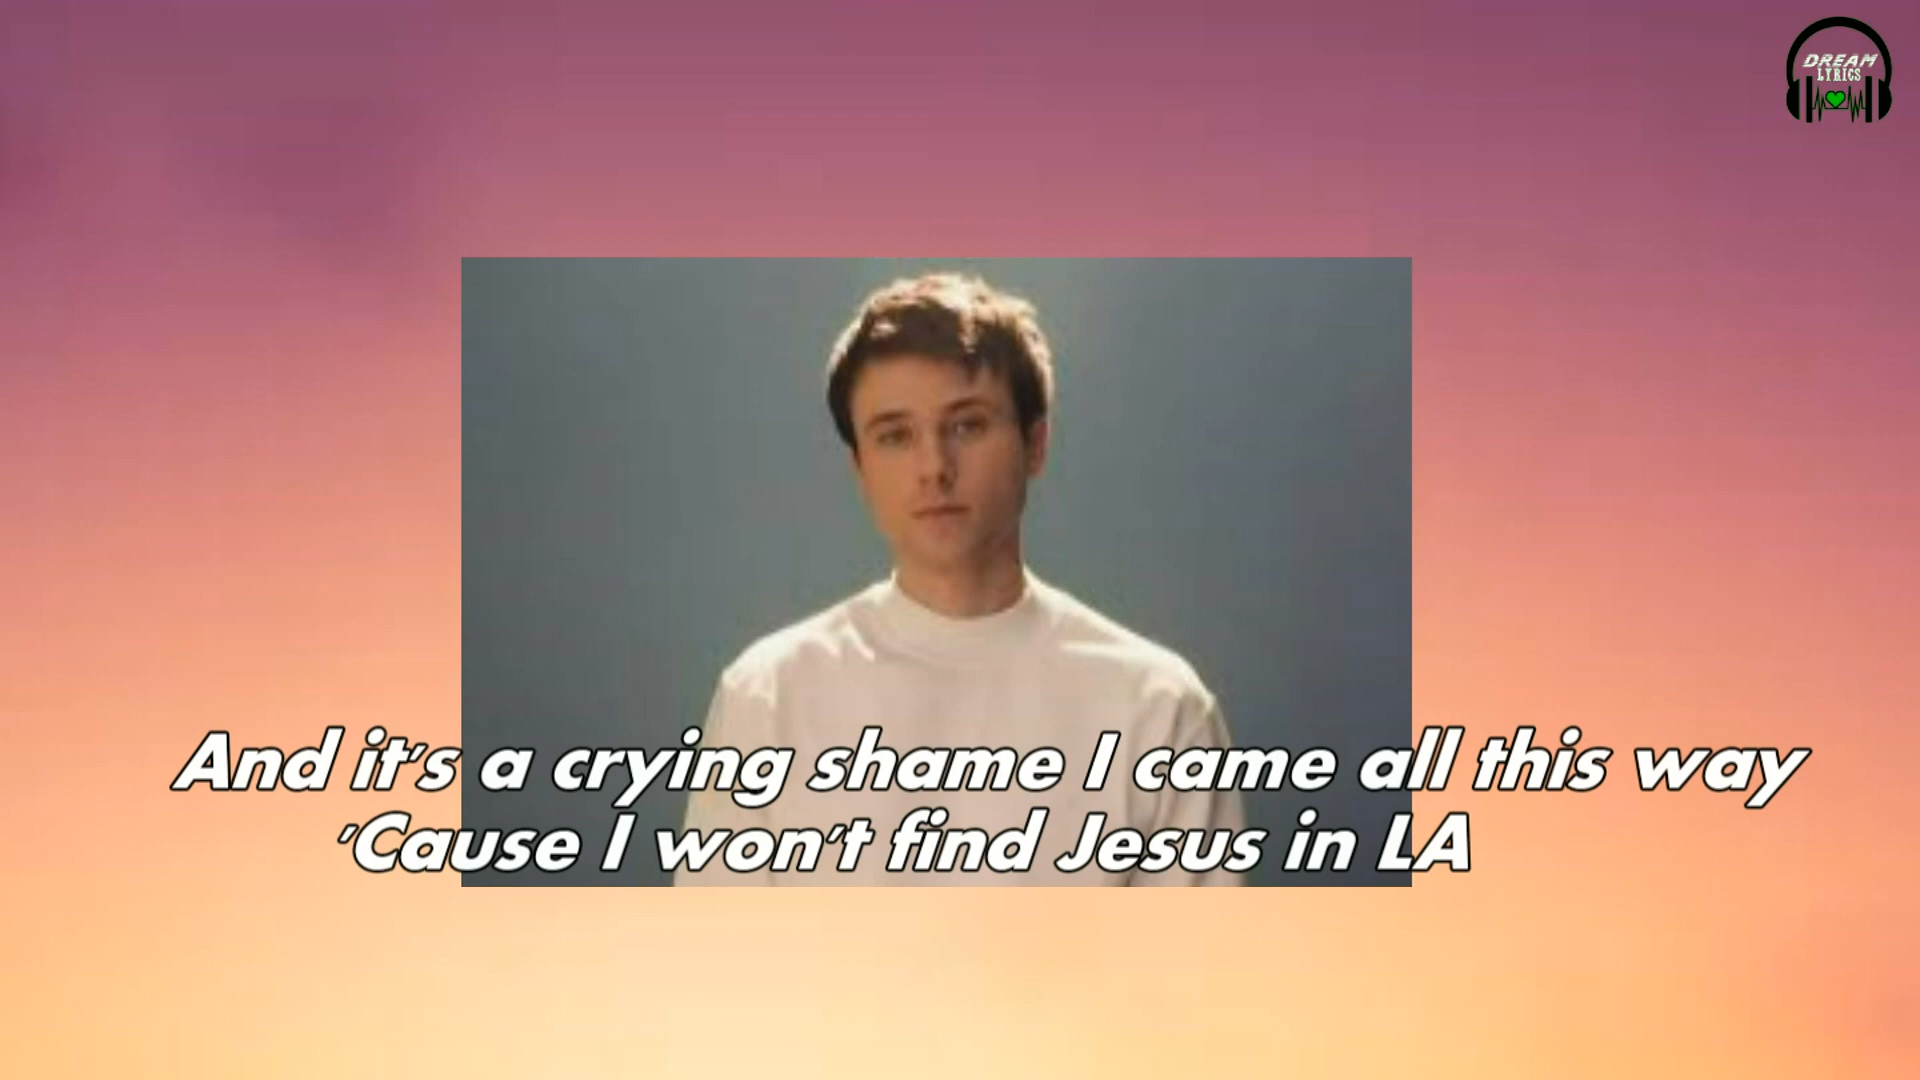 DREAM
LYRICS
And it's a crying shame I came all this way
'Cause I won't find Jesus in LA